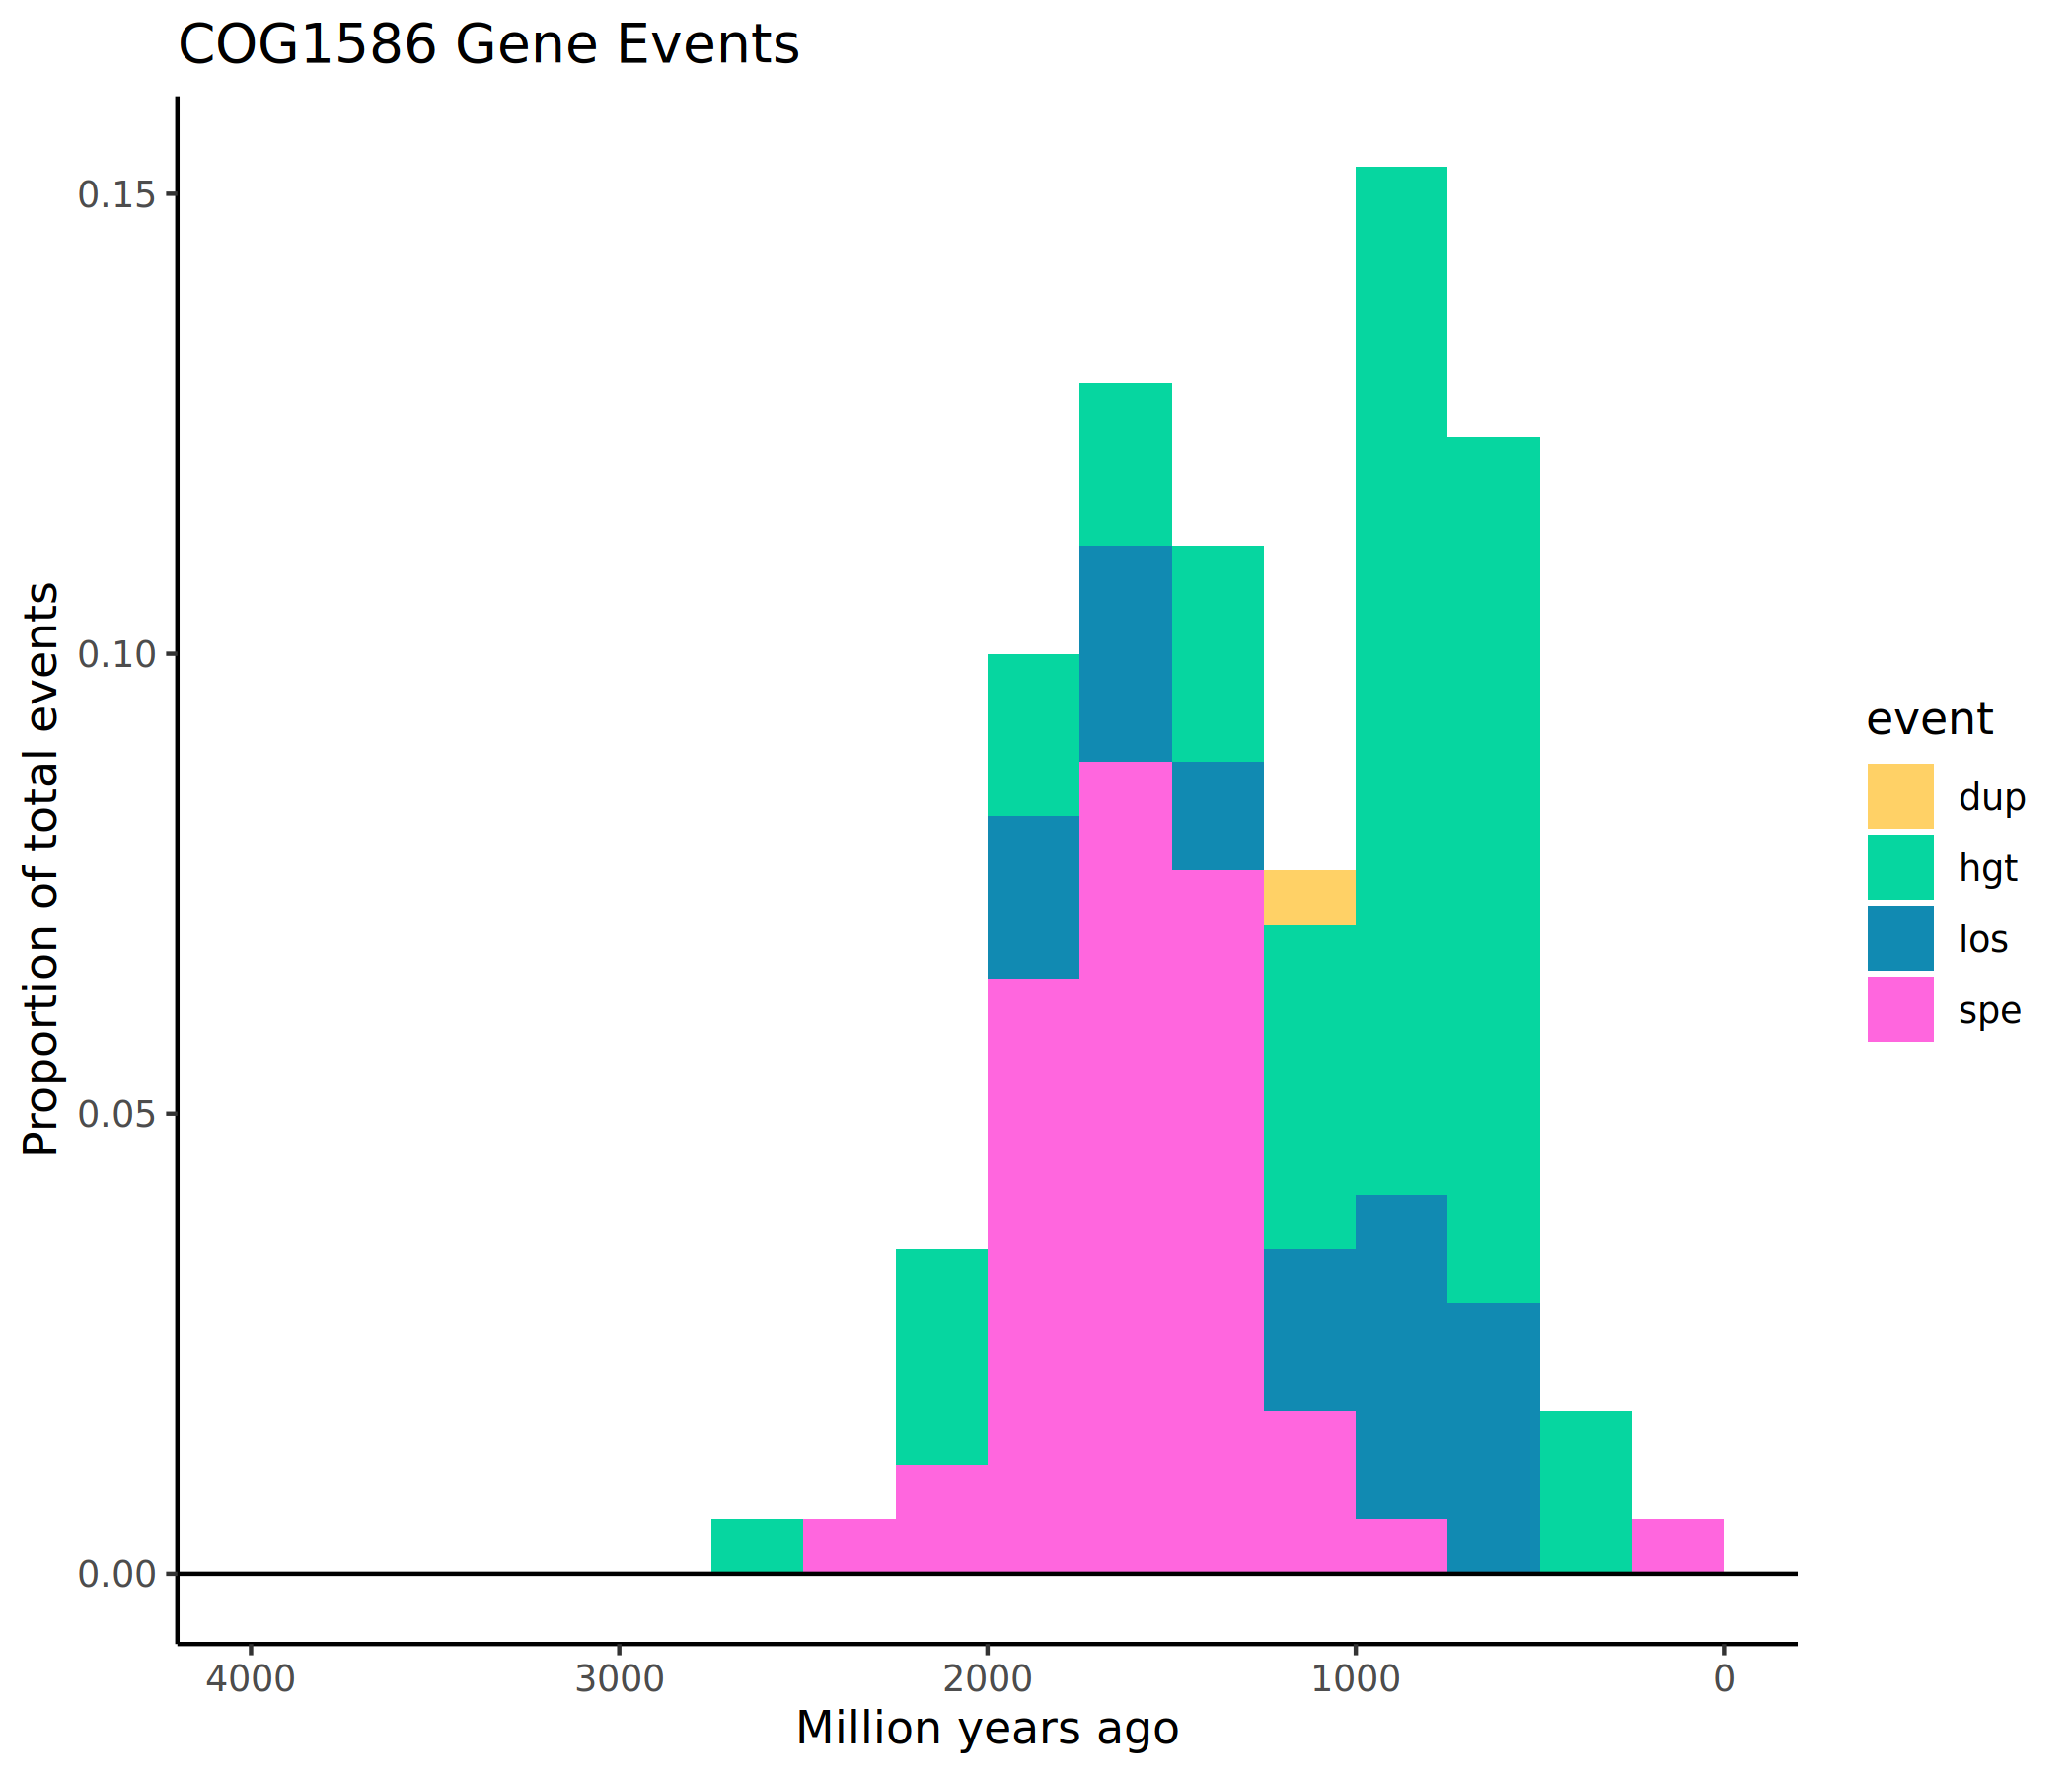 COG1586 Gene Events
Proportion of total events
0.15
0.10
0.05
0.00
4000
3000
2000
1000
0
Million years ago
event
dup
hgt
los
spe